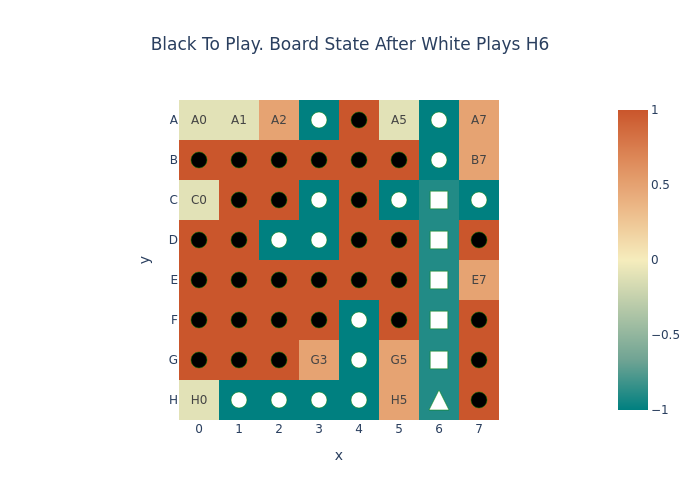 Black To Play. Board State After White Plays H6
A A0 A1 A2 A5 A7
B B7
C C0
D
E E7
F
G G3 G5
H H0 H5
0 1 2 3 4 5 6 7
x
y
1
0.5
0
−0.5
−1